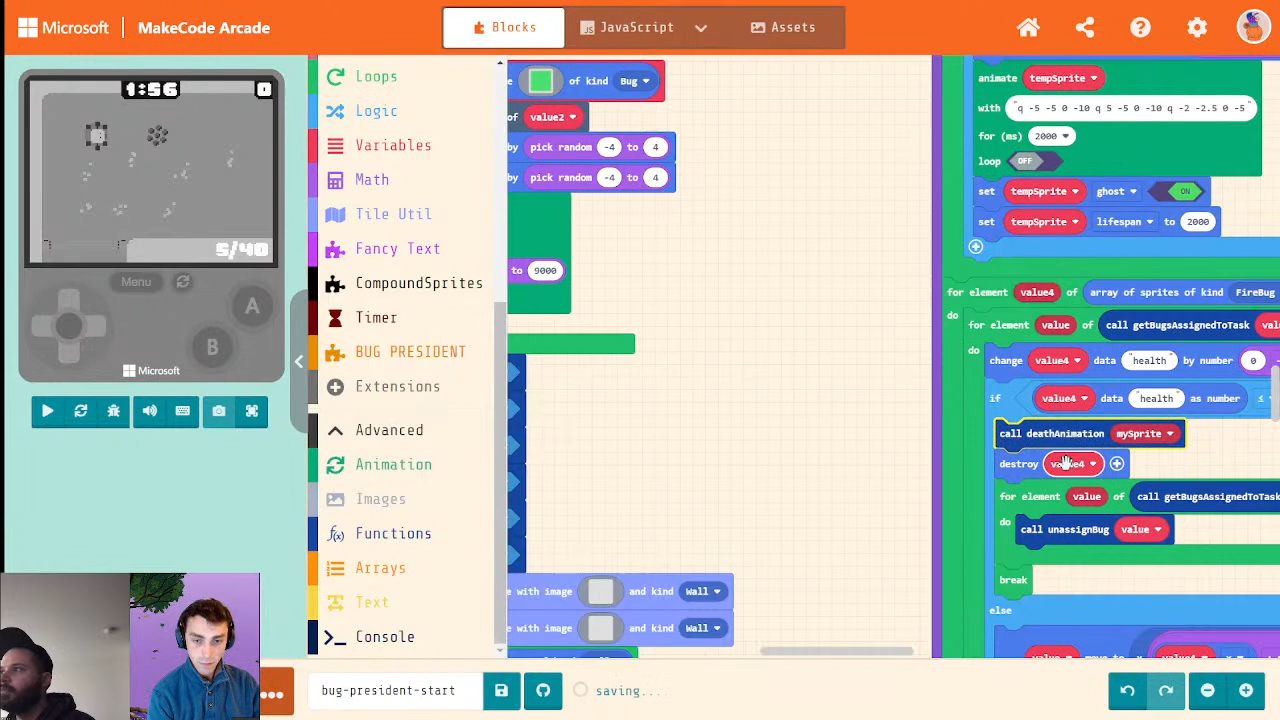 Microsoft
MakeCode Arcade
Blocks
JavaScript
Assets
1:56
0
5/40
Menu
A
B
Microsoft
bug-president-start
saving....
Loops
Logic
Variables
Math
Tile Util
Fancy Text
CompoundSprites
Timer
BUG PRESIDENT
Extensions
Advanced
Animation
Images
Functions
Arrays
Text
Console
of kind Bug
of value2
by pick random -4 to 4
by pick random -4 to 4
to 9000
e with image and kind Wall
e with image and kind Wall
animate tempSprite
with "q -5 -5 0 -10 q 5 -5 0 -10 q -2 -2.5 0 -5"
for (ms) 2000
loop OFF
set tempSprite ghost ON
set tempSprite lifespan to 2000
for element value4 of array of sprites of kind FireBug
do
for element value of call getBugsAssignedToTask
do
change value4 data "health" by number 0
if value4 data "health" as number ≤
call deathAnimation mySprite
destroy value4
for element value of call getBugsAssignedToTask
do call unassignBug value
break
else